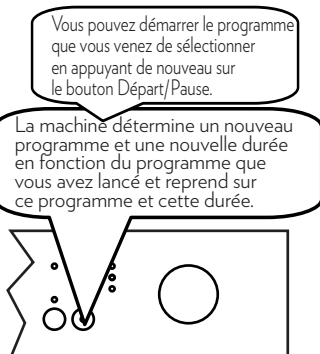 Vous pouvez démarrer le programme
que vous venez de sélectionner
en appuyant de nouveau sur
le bouton Départ/Pause.
La machine détermine un nouveau
programme et une nouvelle durée
en fonction du programme que
vous avez lancé et reprend sur
ce programme et cette durée.